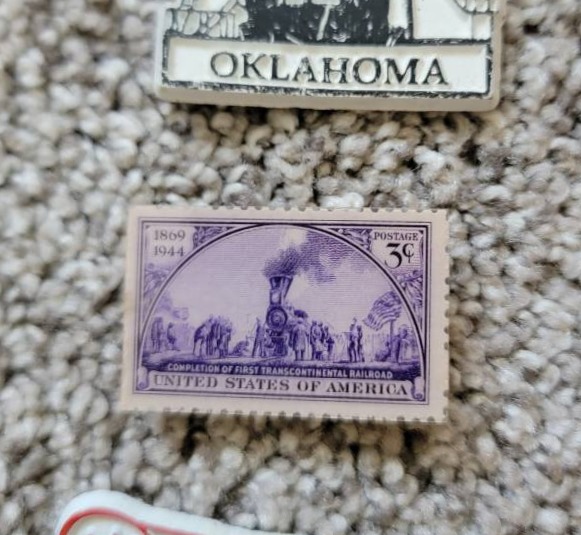 OKLAHOMA
1869
1944
POSTAGE
3¢
COMPLETION OF FIRST TRANSCONTINENTAL RAILROAD
UNITED STATES OF AMERICA